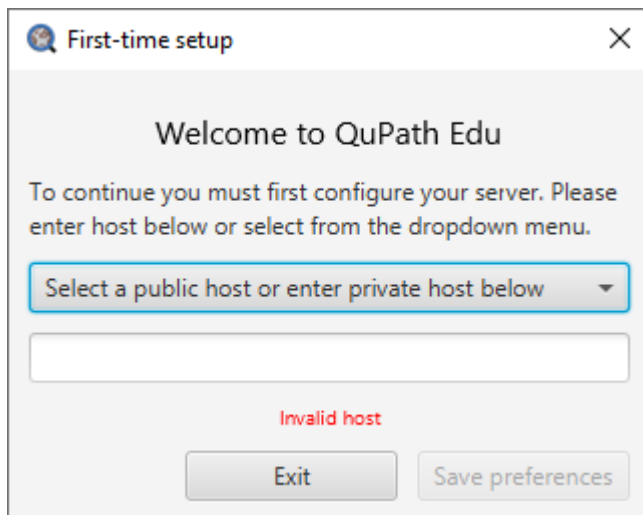 First-time setup
Welcome to QuPath Edu
To continue you must first configure your server. Please
enter host below or select from the dropdown menu.
Select a public host or enter private host below
Invalid host
Exit
Save preferences